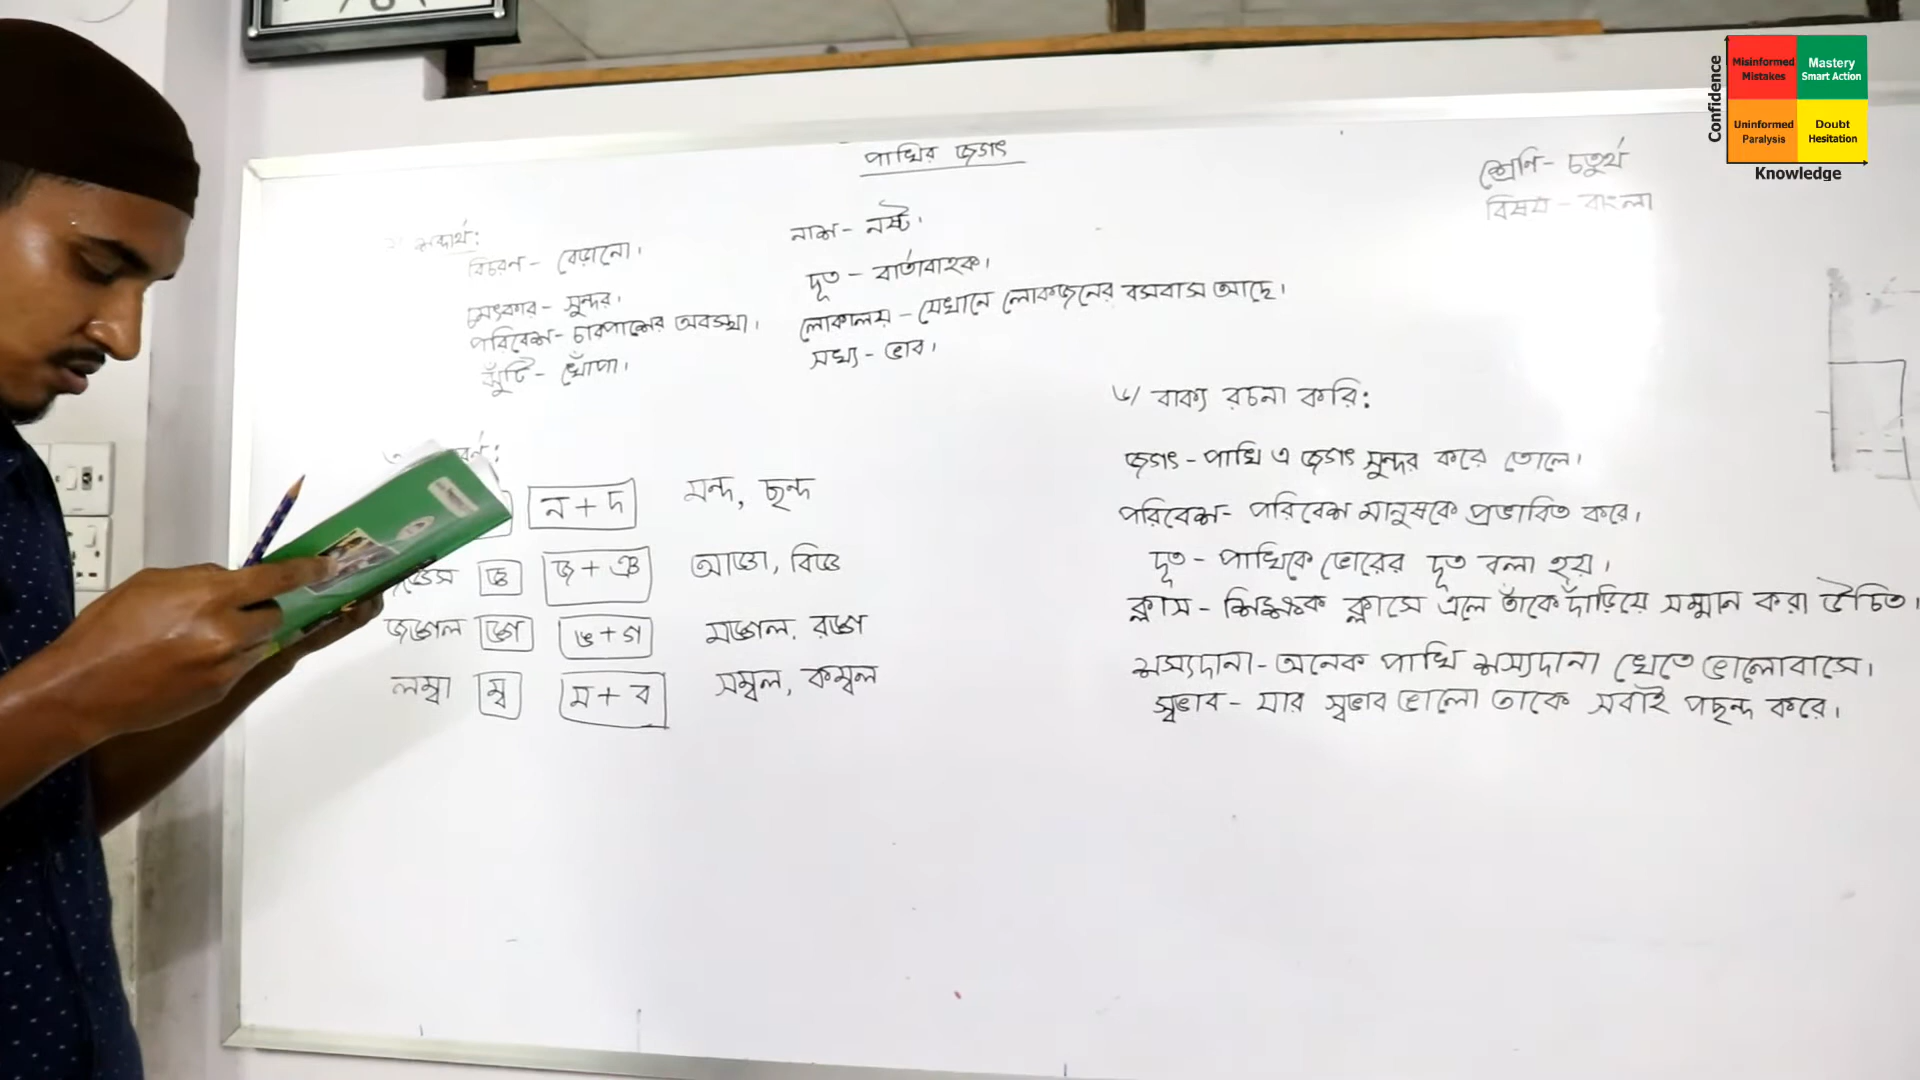 পাখির জগৎ
শ্রেণি - চতুর্থ
বিষয় - বাংলা
শব্দার্থ:
বিচরণ - বেড়ানো।
চমৎকার - সুন্দর।
পরিবেশ - চারপাশের অবস্থা।
ঝুঁটি - খোঁপা।
নাশ - নষ্ট।
দূত - বার্তাবাহক।
লোকালয় - যেখানে লোকজনের বসবাস আছে।
সখ্য - ভাব।
ন + দ মন্দ, ছন্দ
ঞ্জ জ + ঞ
জঙ্গল ঙ্গ ঙ + গ মঙ্গল, রঙ্গ
লম্বা ম্ব ম + ব সম্বল, কম্বল
৬/ বাক্য রচনা করি:
জগৎ - পাখি এ জগৎ সুন্দর করে তোলে।
পরিবেশ - পরিবেশ মানুষকে প্রভাবিত করে।
দূত - পাখিকে ভোরের দূত বলা হয়।
ক্লাস - শিক্ষক ক্লাসে এলে তাঁকে দাঁড়িয়ে সম্মান করা উচিত।
শস্যদানা - অনেক পাখি শস্যদানা খেতে ভালোবাসে।
স্বভাব - যার স্বভাব ভালো তাকে সবাই পছন্দ করে।
Confidence
Misinformed Mistakes
Mastery Smart Action
Uninformed Paralysis
Doubt Hesitation
Knowledge